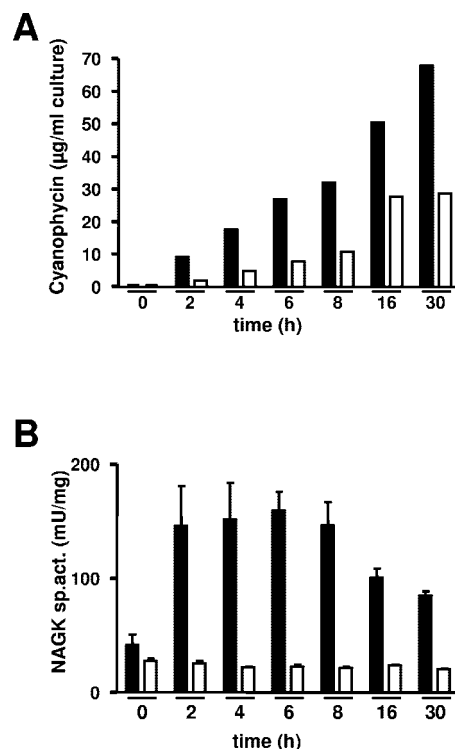 A
Cyanophycin (µg/ml culture)
70
60
50
40
30
20
10
0
0 2 4 6 8 16 30
time (h)
B
NAGK sp.act. (mU/mg)
200
100
0
0 2 4 6 8 16 30
time (h)